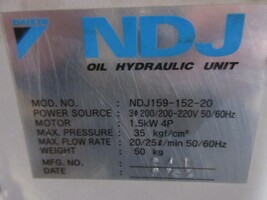 DAIKIN
NDJ
OIL HYDRAULIC UNIT
MOD. NO. : NDJ159-152-20
POWER SOURCE : 3Φ200/200-220V 50/60Hz
MOTOR : 1.5kW 4P
MAX. PRESSURE : 35 kgf/cm²
MAX. FLOW RATE : 20/25ℓ/min 50/60Hz
WEIGHT : 50 kg
MFG. NO. :
DATE :